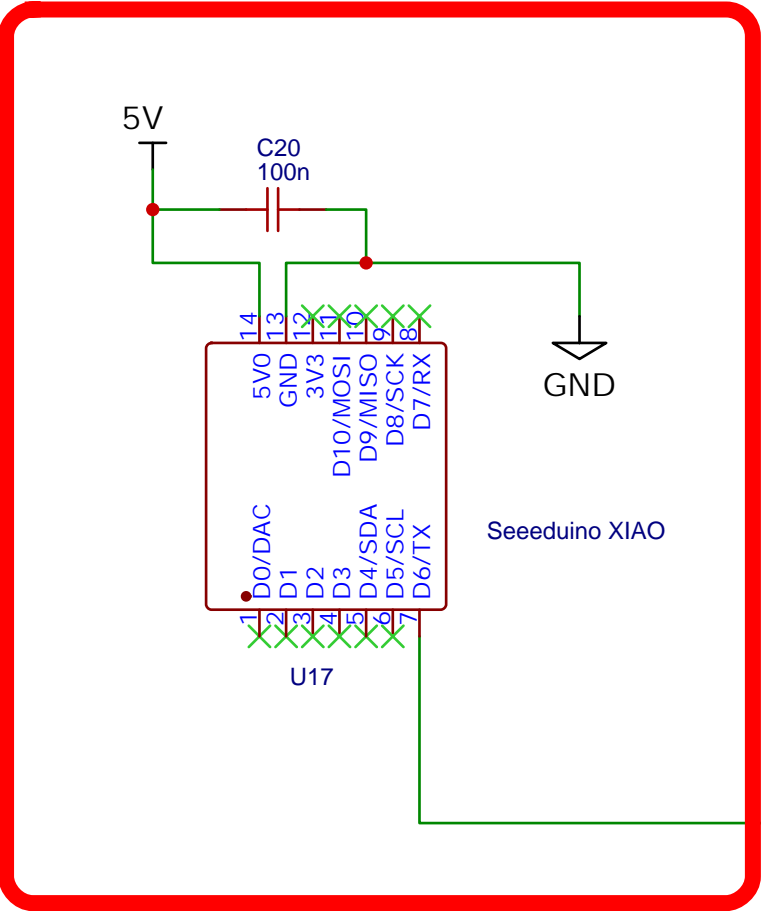 5V
C20
100n
14
13
12
11
10
9
8
5V0
GND
3V3
D10/MOSI
D9/MISO
D8/SCK
D7/RX
GND
Seeeduino XIAO
D0/DAC
D1
D2
D3
D4/SDA
D5/SCL
D6/TX
1
2
3
4
5
6
7
U17